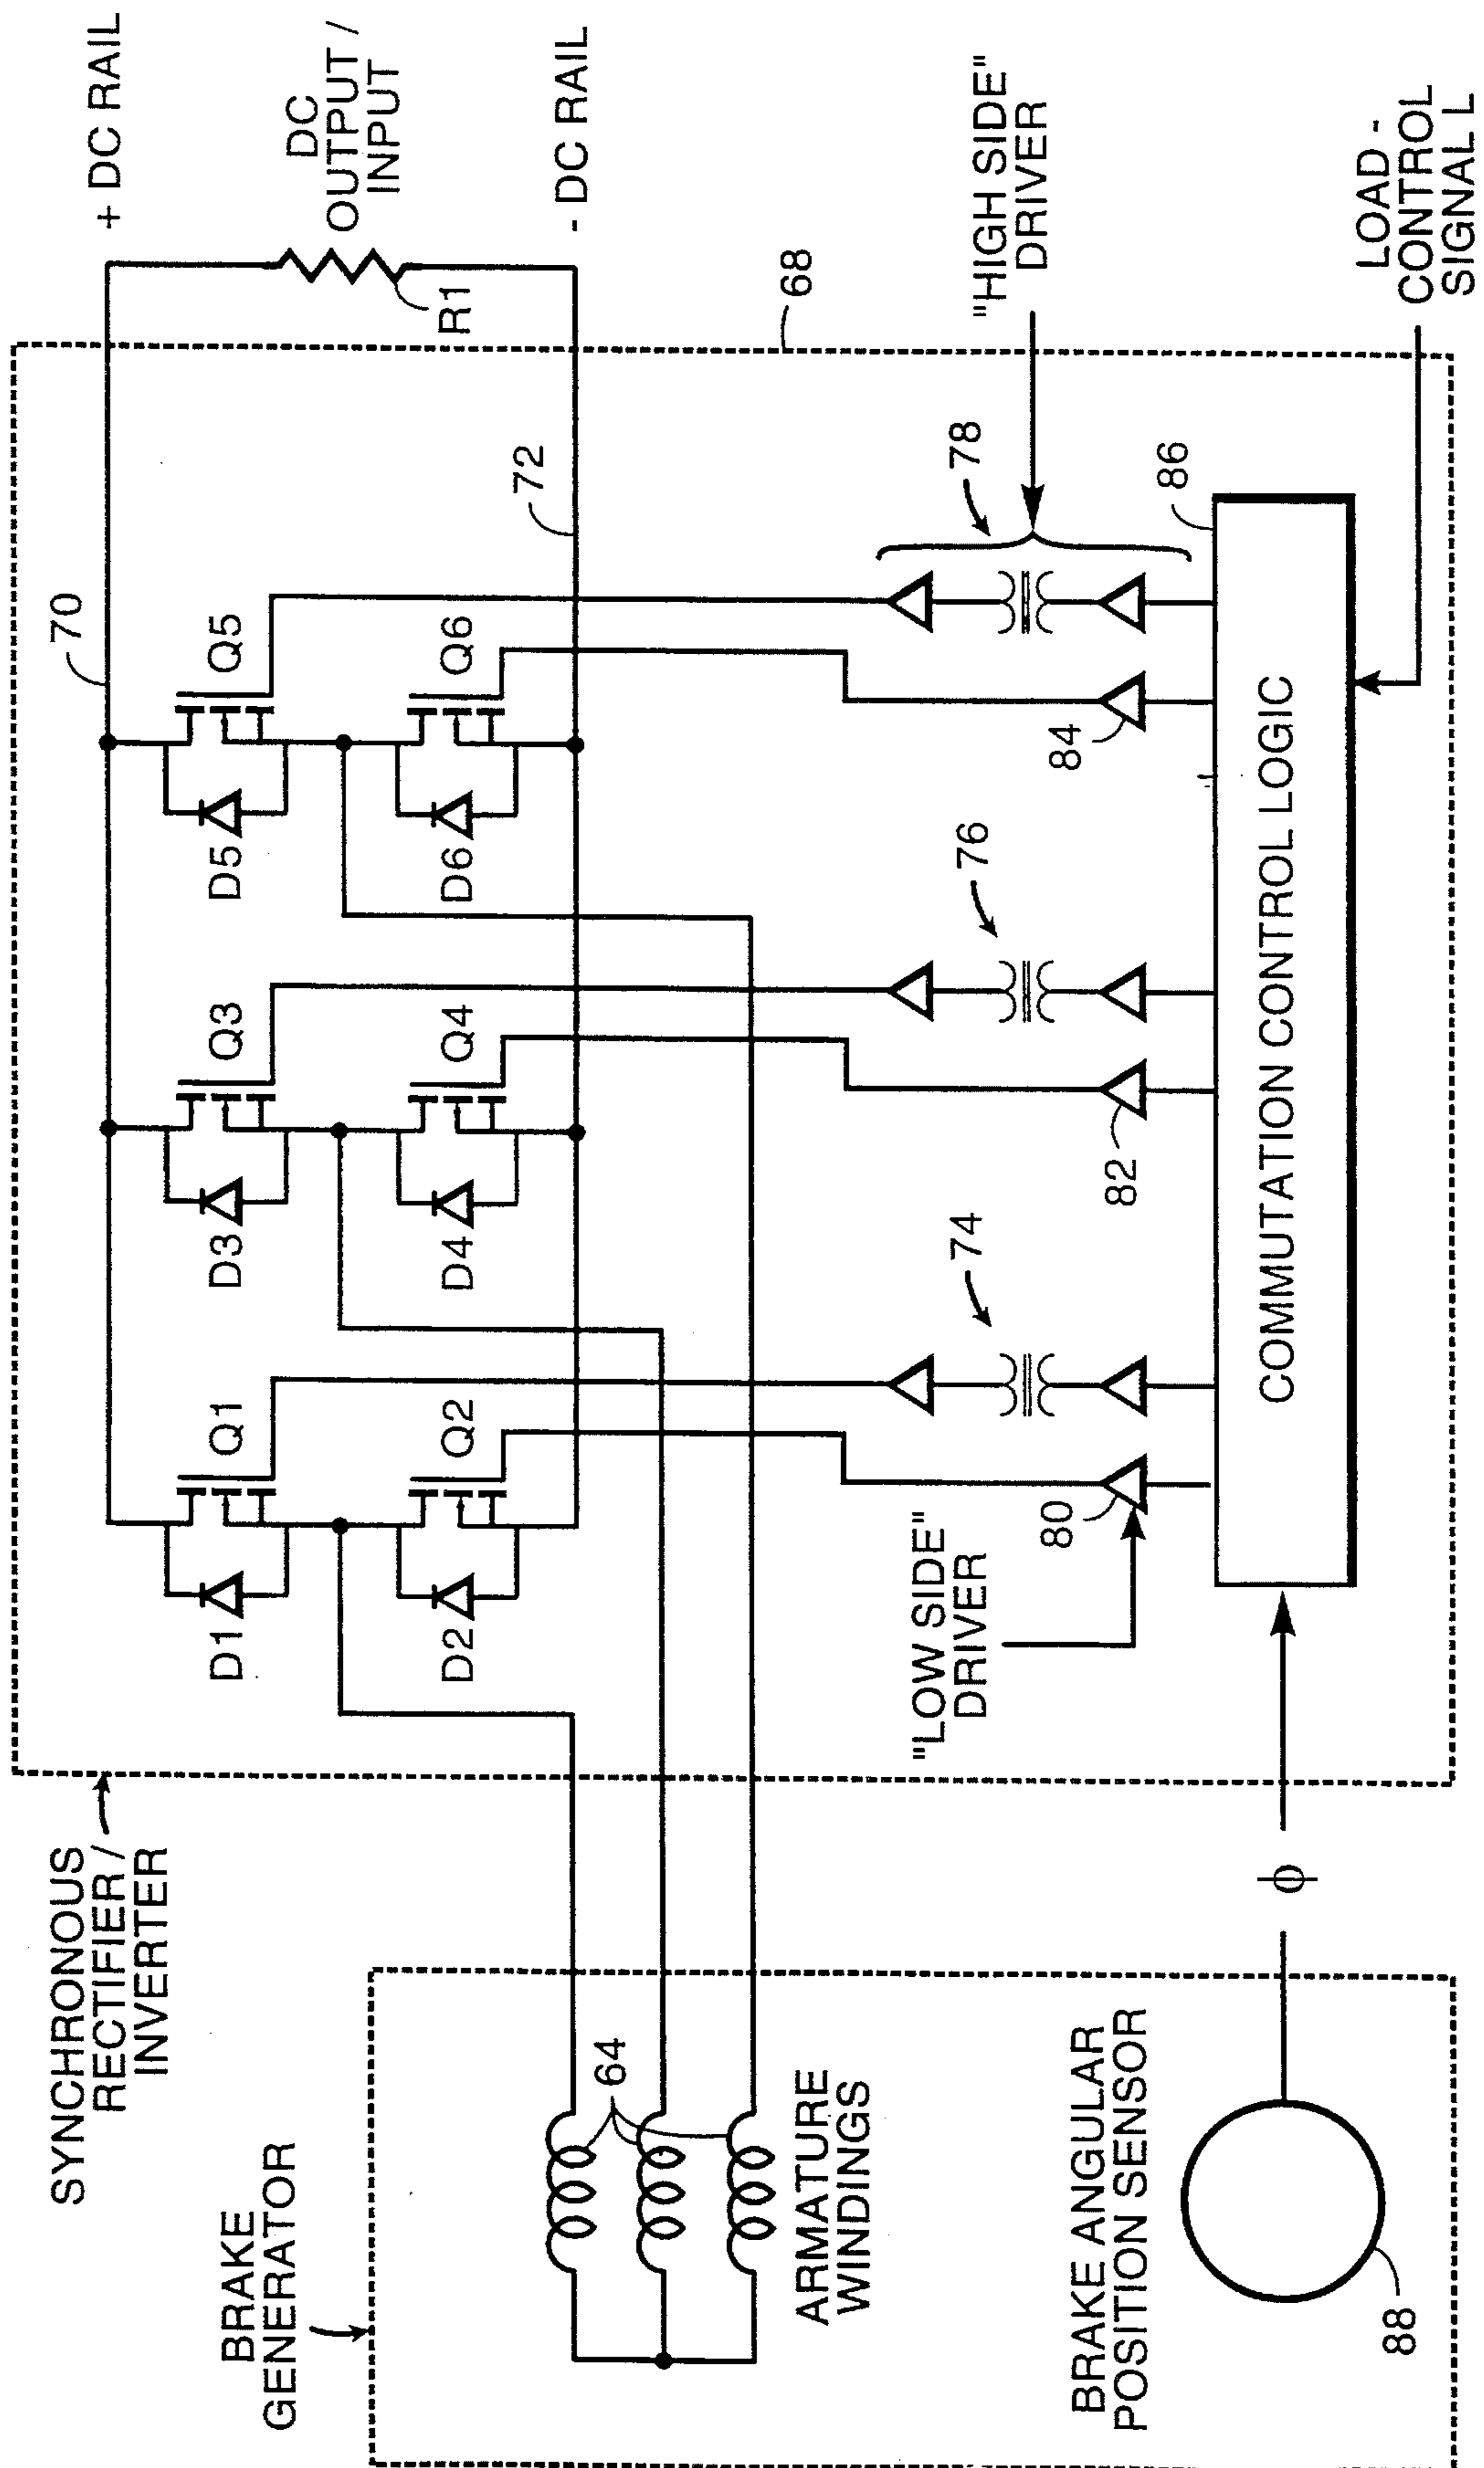 SYNCHRONOUS
RECTIFIER /
INVERTER
BRAKE
GENERATOR
70
+ DC RAIL
DC
OUTPUT /
INPUT
- DC RAIL
R1
72
68
D1
Q1
D3
Q3
D5
Q5
D2
Q2
D4
Q4
D6
Q6
64
ARMATURE
WINDINGS
"LOW SIDE"
DRIVER
74
76
78
"HIGH SIDE"
DRIVER
80
82
84
86
BRAKE ANGULAR
POSITION SENSOR
88
ϕ
COMMUTATION CONTROL LOGIC
LOAD -
CONTROL
SIGNAL L